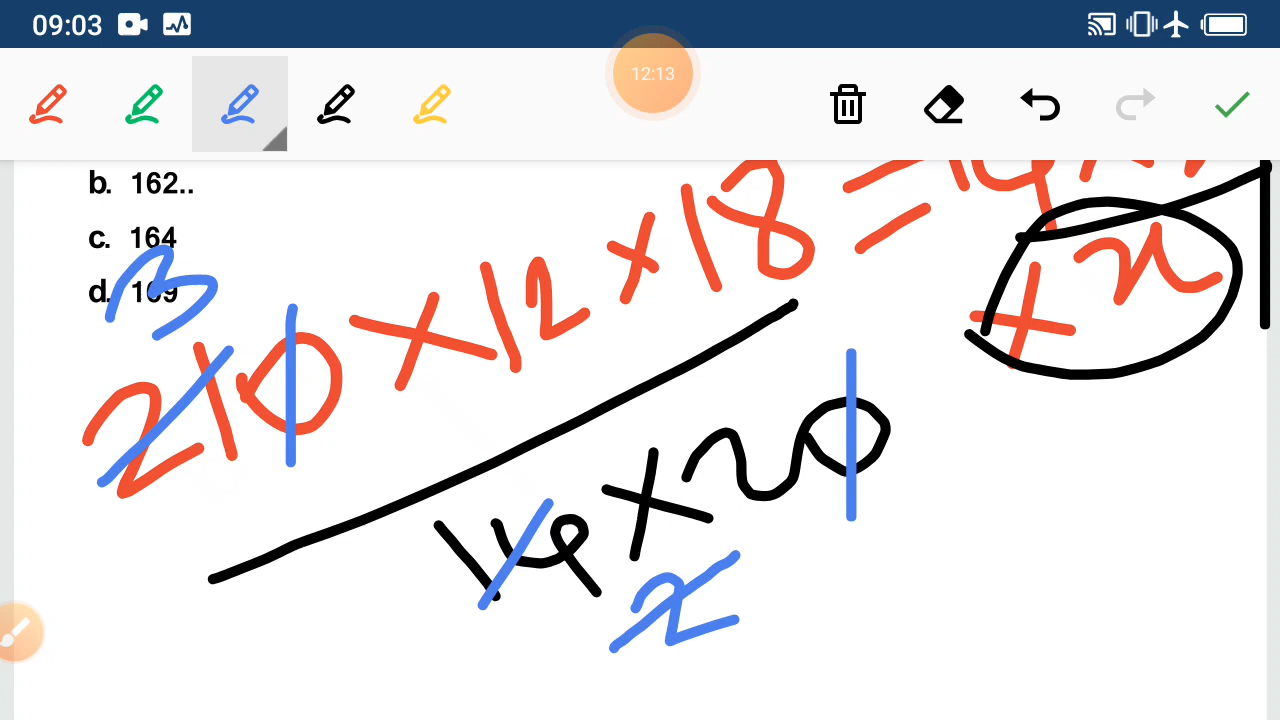 09:03
12:13
b. 162..
c. 164
d. 169
3
210 × 12 × 18 =
× x
14 × 20
2